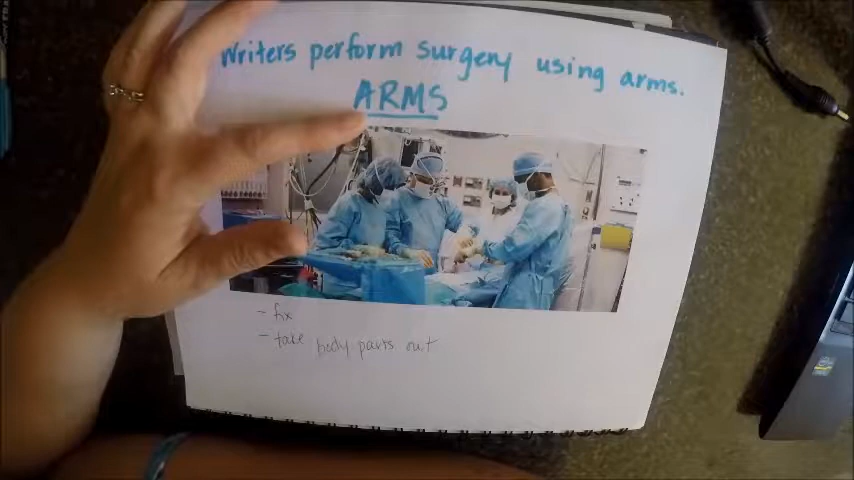 Writers perform surgery using arms.
ARMS
- fix
- take body parts out